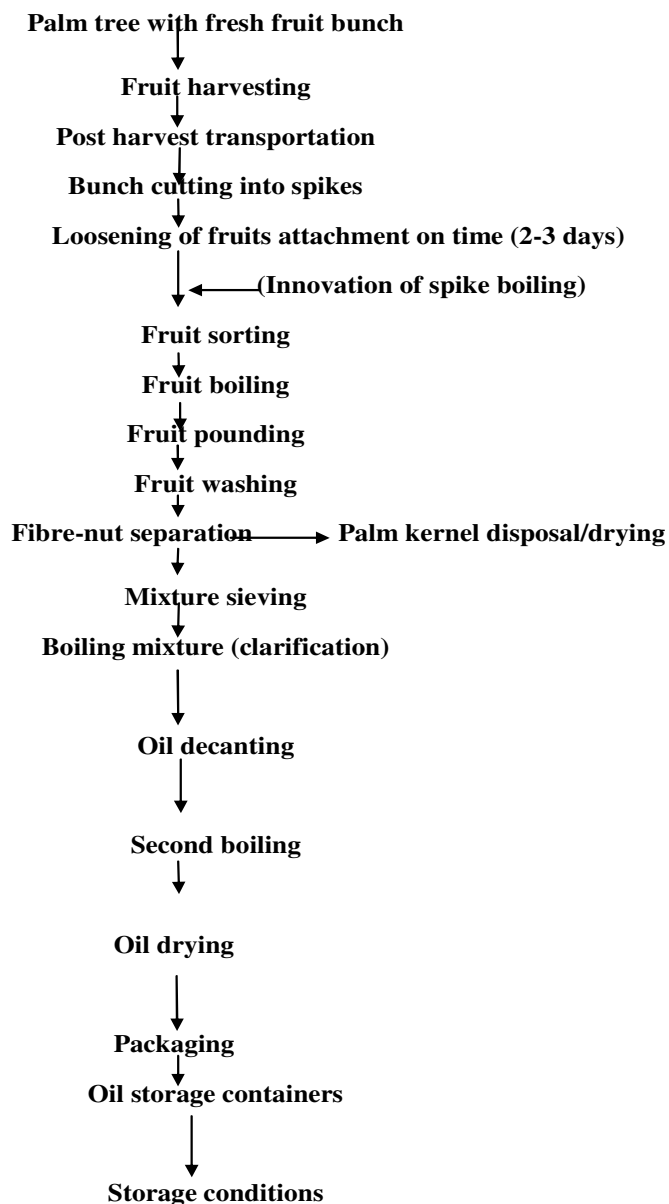 Palm tree with fresh fruit bunch
Fruit harvesting
Post harvest transportation
Bunch cutting into spikes
Loosening of fruits attachment on time (2-3 days)
(Innovation of spike boiling)
Fruit sorting
Fruit boiling
Fruit pounding
Fruit washing
Fibre-nut separation Palm kernel disposal/drying
Mixture sieving
Boiling mixture (clarification)
Oil decanting
Second boiling
Oil drying
Packaging
Oil storage containers
Storage conditions